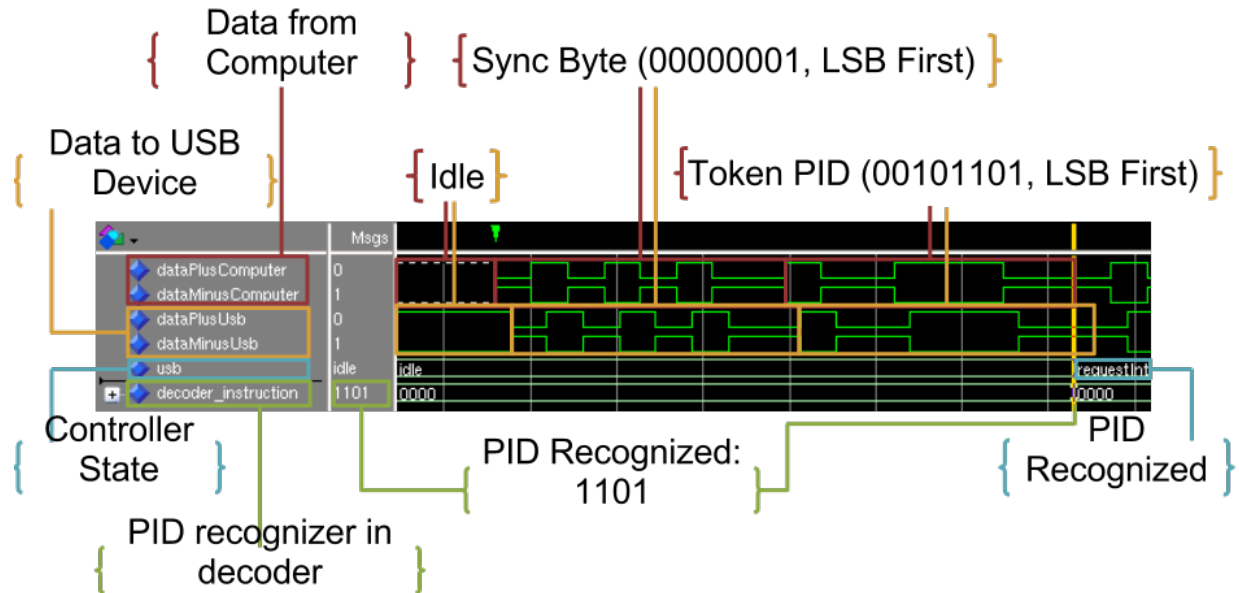 Data from
Computer
Sync Byte (00000001, LSB First)
Data to USB
Device
Idle
Token PID (00101101, LSB First)
Msgs
dataPlusComputer 0
dataMinusComputer 1
dataPlusUsb 0
dataMinusUsb 1
usb idle idle requestInt
decoder_instruction 1101 0000 0000
Controller
State
PID Recognized:
1101
PID
Recognized
PID recognizer in
decoder